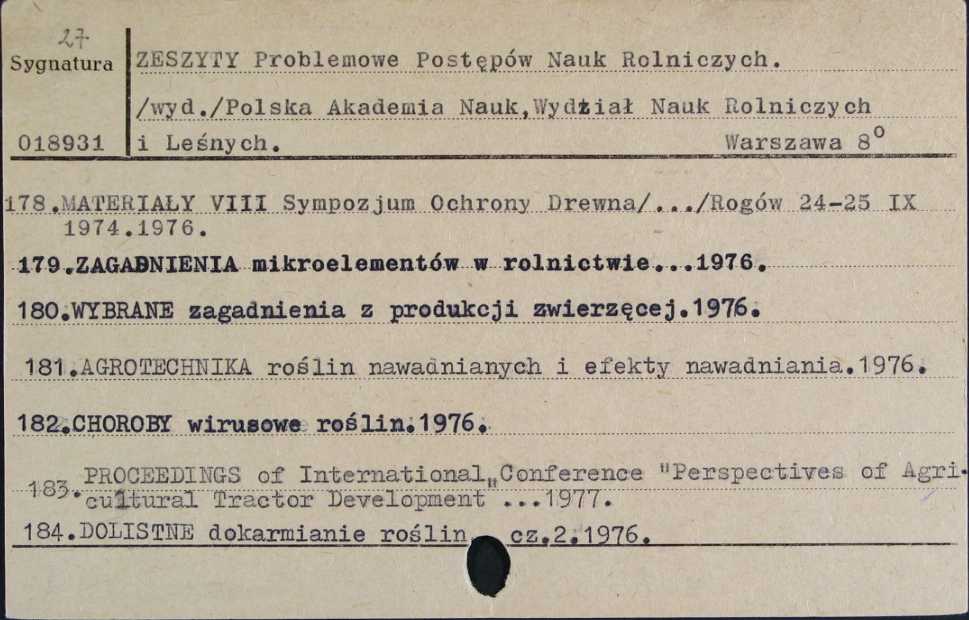 27
Sygnatura
ZESZYTY Problemowe Postępów Nauk Rolniczych.
/wyd./Polska Akademia Nauk,Wydział Nauk Rolniczych
018931 i Leśnych. Warszawa 8°
178.MATERIAŁY VIII Sympozjum Ochrony Drewna/.../Rogów 24-25 IX
1974.1976.
179.ZAGADNIENIA mikroelementów w rolnictwie...1976.
180.WYBRANE zagadnienia z produkcji zwierzęcej.1976.
181.AGROTECHNIKA roślin nawadnianych i efekty nawadniania.1976.
182.CHOROBY wirusowe roślin.1976.
183. PROCEEDINGS of International Conference "Perspectives of Agri-
cultural Tractor Development" ...1977.
184.DOLISTNE dokarmianie roślin cz.2.1976.